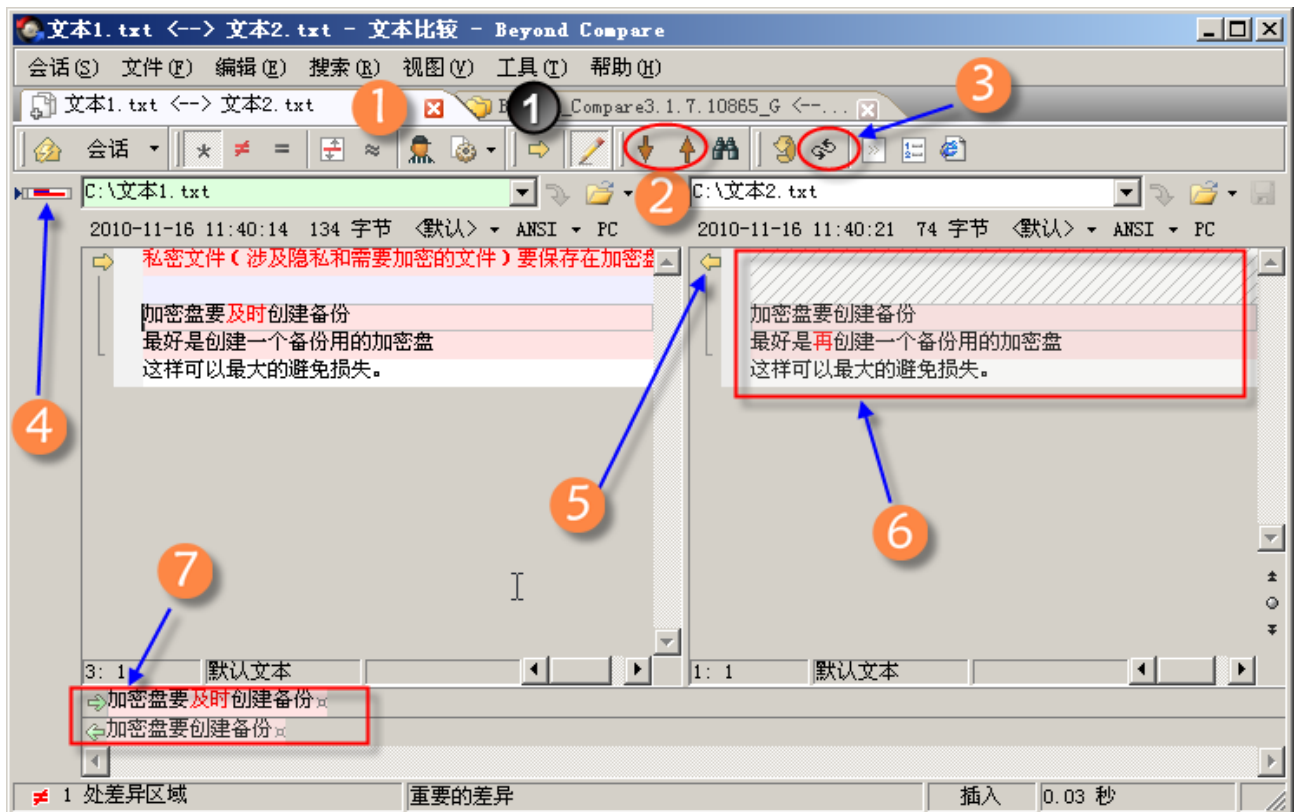 文本1.txt <--> 文本2.txt - 文本比较 - Beyond Compare
会话(S) 文件(F) 编辑(E) 搜索(R) 视图(V) 工具(T) 帮助(H)
文本1.txt <--> 文本2.txt
1
B
1
_Compare3.1.7.10865_G <--...
3
会话
2
C:\文本1.txt
C:\文本2.txt
2010-11-16 11:40:14 134 字节 <默认> ANSI PC
2010-11-16 11:40:21 74 字节 <默认> ANSI PC
私密文件(涉及隐私和需要加密的文件)要保存在加密
加密盘要及时创建备份
最好是创建一个备份用的加密盘
这样可以最大的避免损失。
加密盘要创建备份
最好是再创建一个备份用的加密盘
这样可以最大的避免损失。
4
5
6
7
3: 1 默认文本
1: 1 默认文本
加密盘要及时创建备份¤
加密盘要创建备份¤
≠ 1 处差异区域 重要的差异 插入 0.03 秒